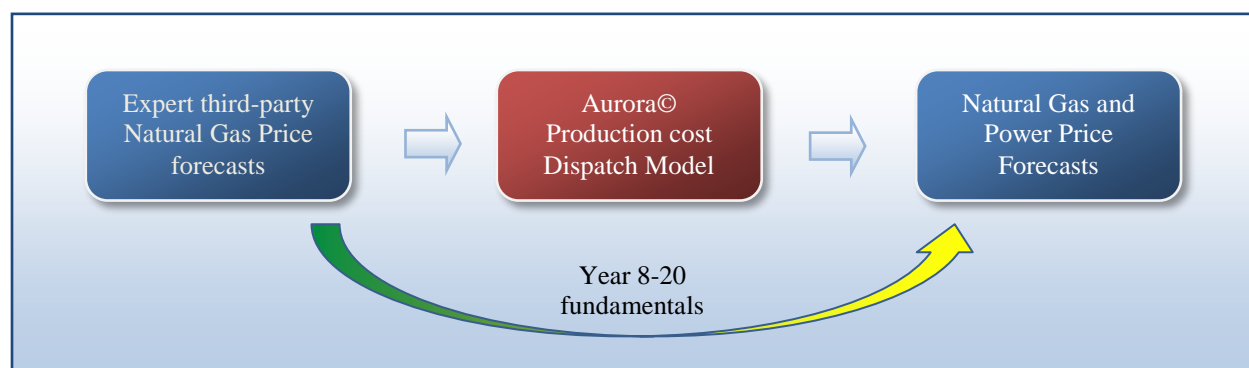 Expert third-party
Natural Gas Price
forecasts
Aurora©
Production cost
Dispatch Model
Natural Gas and
Power Price
Forecasts
Year 8-20
fundamentals